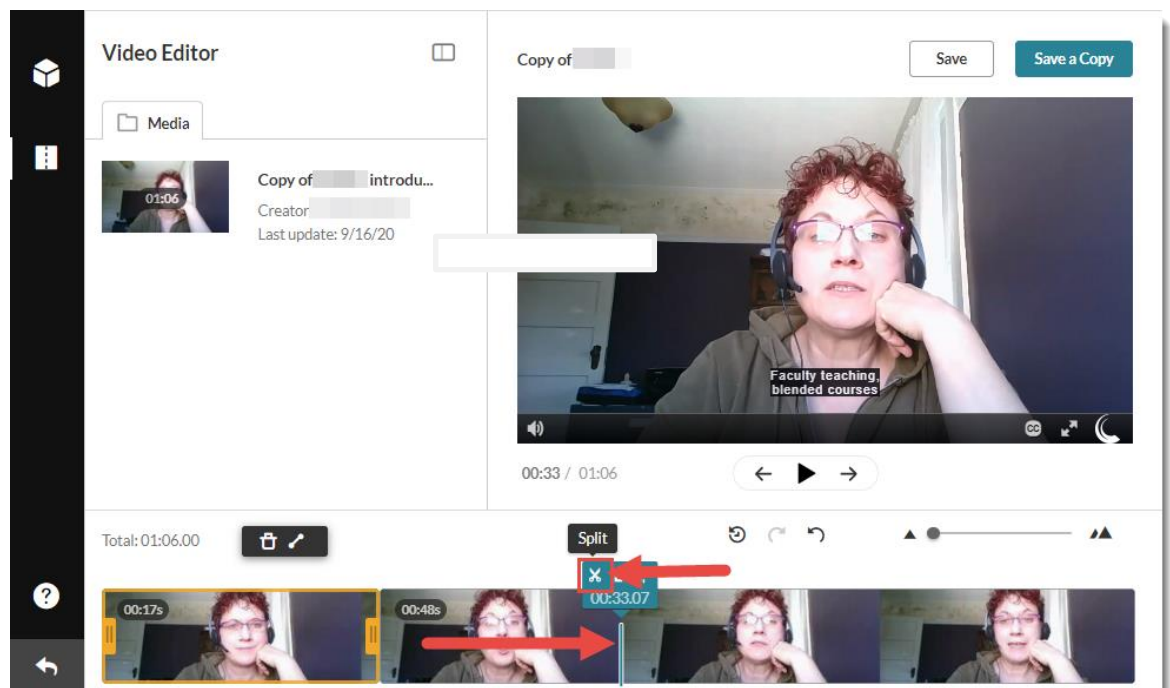 Video Editor
Media
01:06
Copy of introdu...
Creator
Last update: 9/16/20
Copy of
Save
Save a Copy
Faculty teaching,
blended courses
CC
00:33 / 01:06
Total: 01:06.00
Split
00:33.07
00:17s
00:48s
?